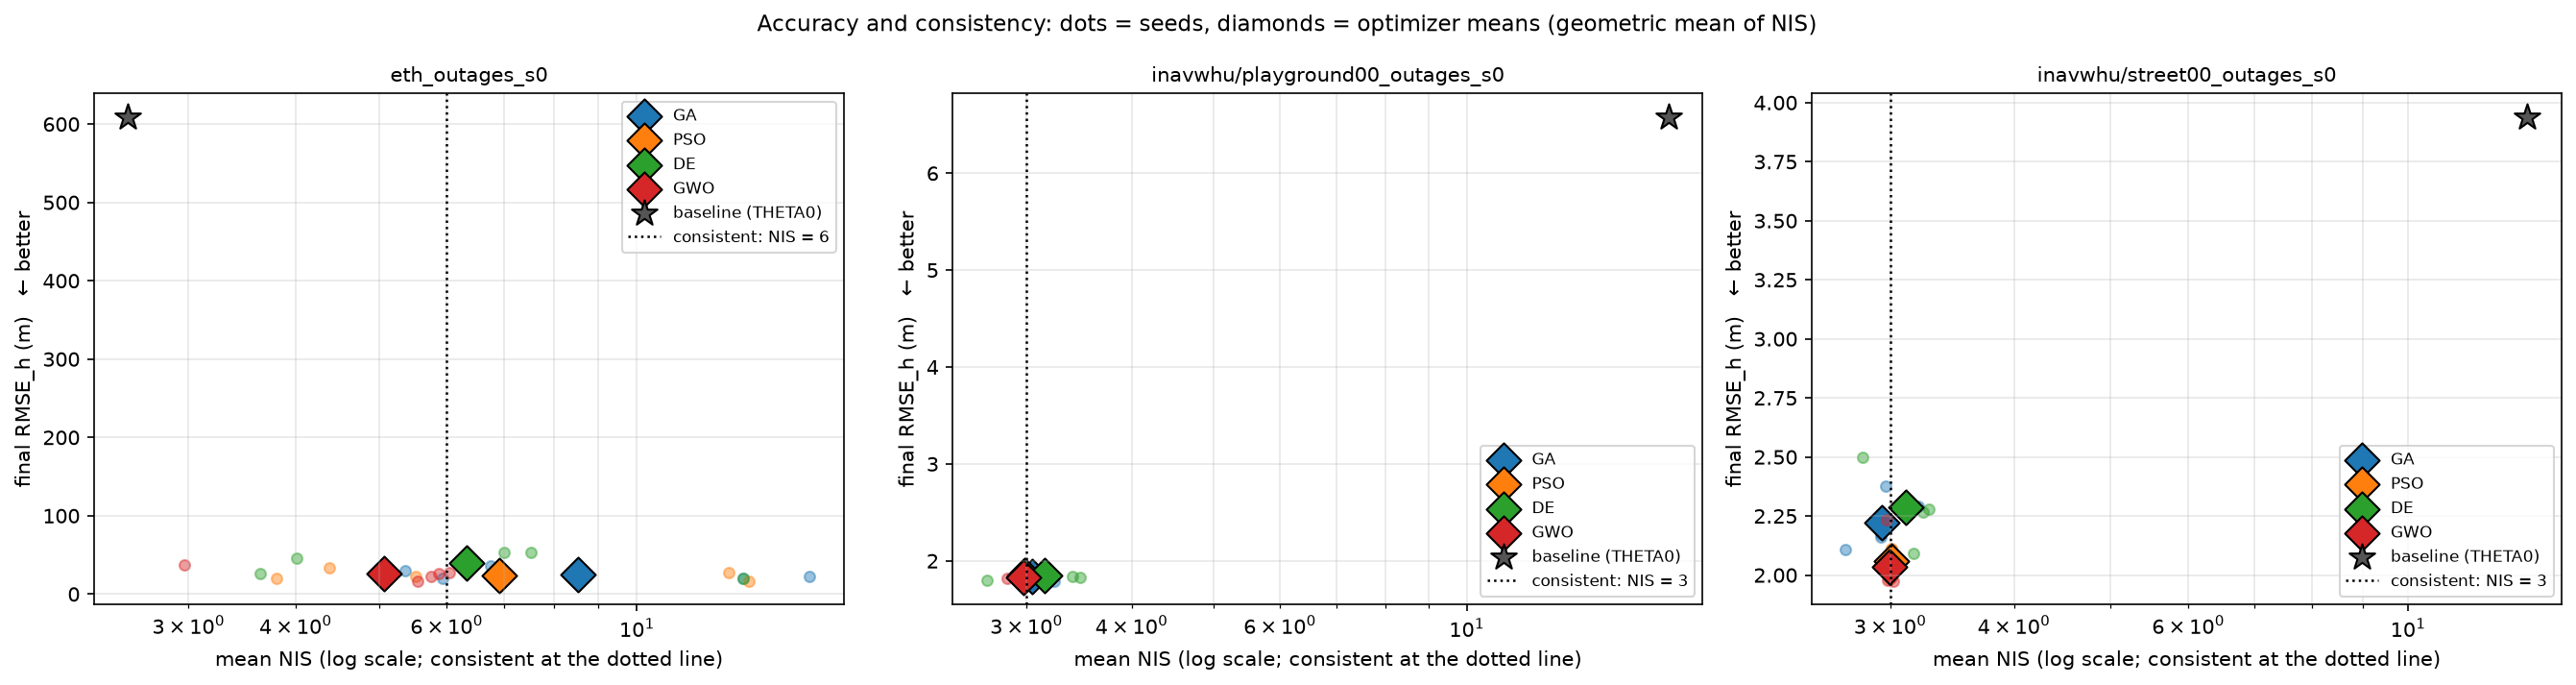 Accuracy and consistency: dots = seeds, diamonds = optimizer means (geometric mean of NIS)
eth_outages_s0
final RMSE_h (m)  ← better
600
500
400
300
200
100
0
GA
PSO
DE
GWO
baseline (THETA0)
consistent: NIS = 6
3 × 10⁰
4 × 10⁰
6 × 10⁰
10¹
mean NIS (log scale; consistent at the dotted line)
inavwhu/playground00_outages_s0
final RMSE_h (m)  ← better
6
5
4
3
2
GA
PSO
DE
GWO
baseline (THETA0)
consistent: NIS = 3
3 × 10⁰
4 × 10⁰
6 × 10⁰
10¹
mean NIS (log scale; consistent at the dotted line)
inavwhu/street00_outages_s0
final RMSE_h (m)  ← better
4.00
3.75
3.50
3.25
3.00
2.75
2.50
2.25
2.00
GA
PSO
DE
GWO
baseline (THETA0)
consistent: NIS = 3
3 × 10⁰
4 × 10⁰
6 × 10⁰
10¹
mean NIS (log scale; consistent at the dotted line)